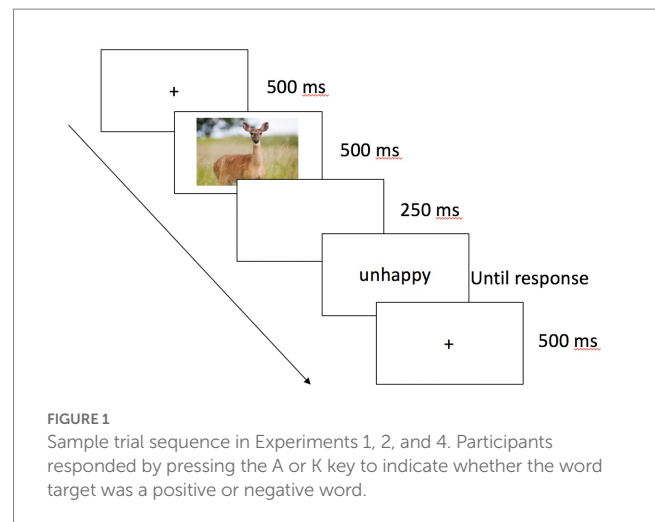 +
500 ms
500 ms
250 ms
unhappy
Until response
+
500 ms
FIGURE 1
Sample trial sequence in Experiments 1, 2, and 4. Participants
responded by pressing the A or K key to indicate whether the word
target was a positive or negative word.